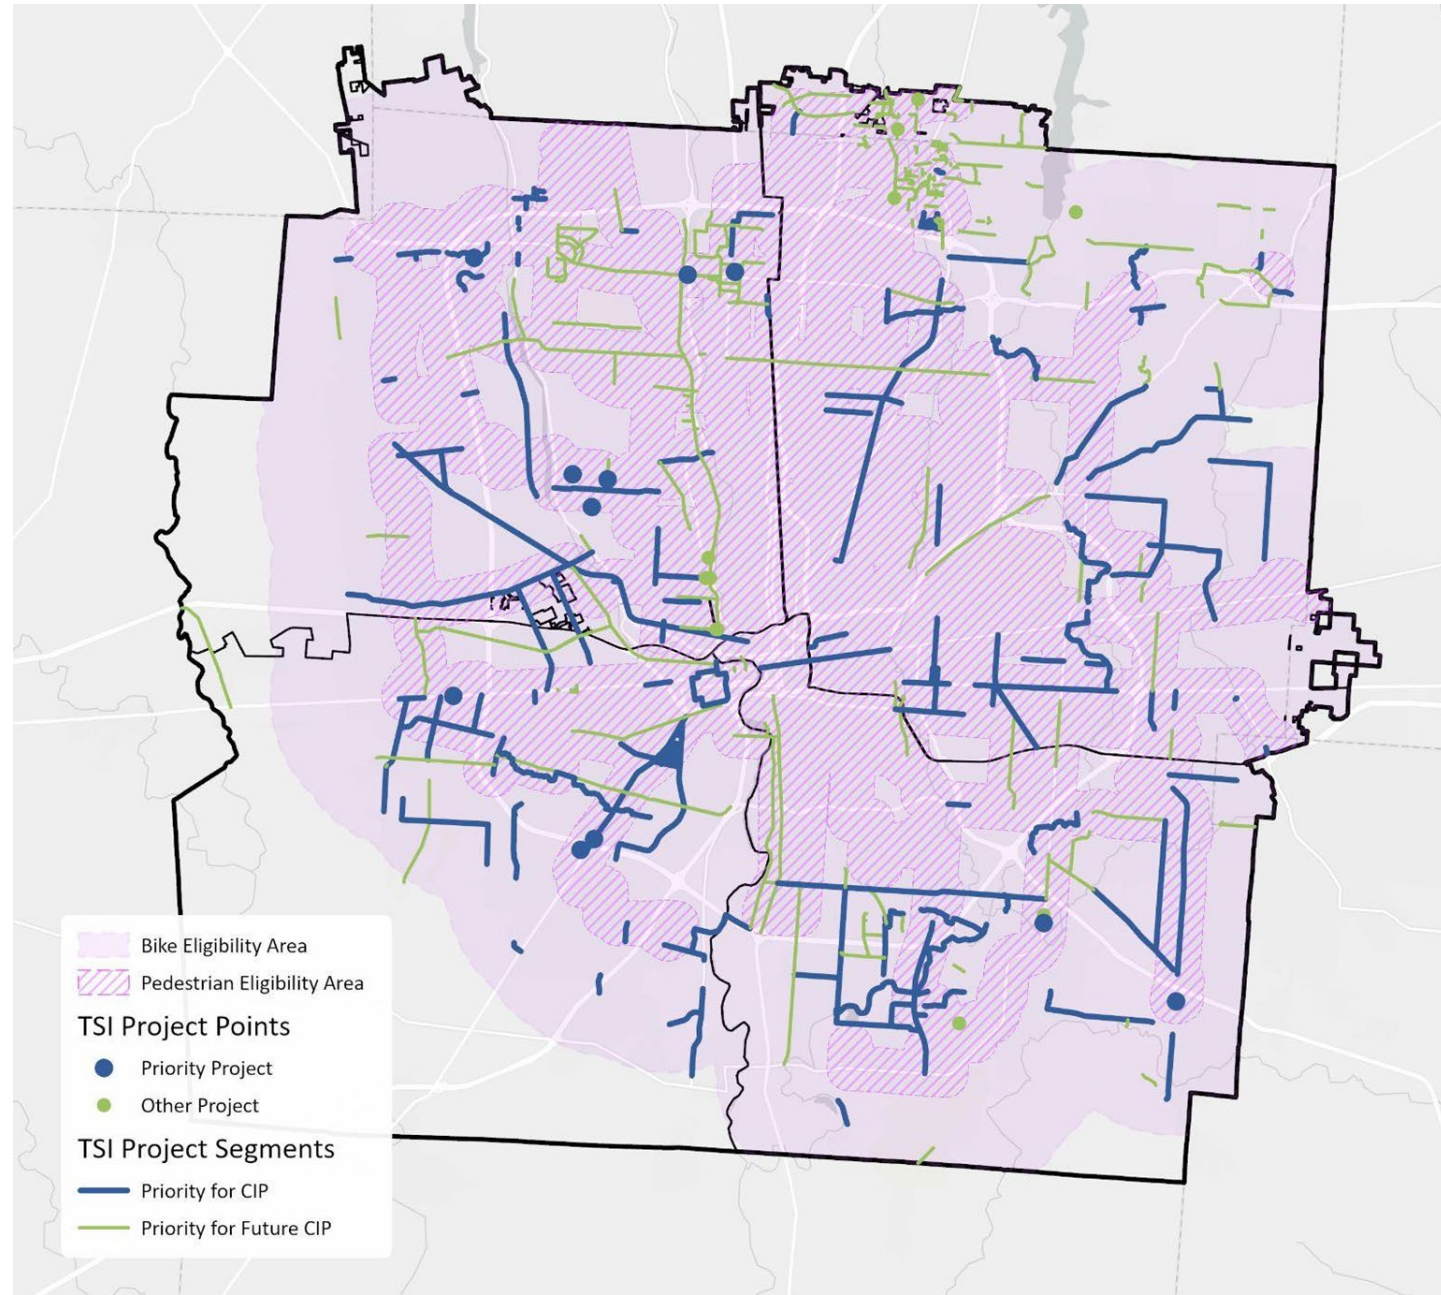 Bike Eligibility Area
Pedestrian Eligibility Area
TSI Project Points
Priority Project
Other Project
TSI Project Segments
Priority for CIP
Priority for Future CIP